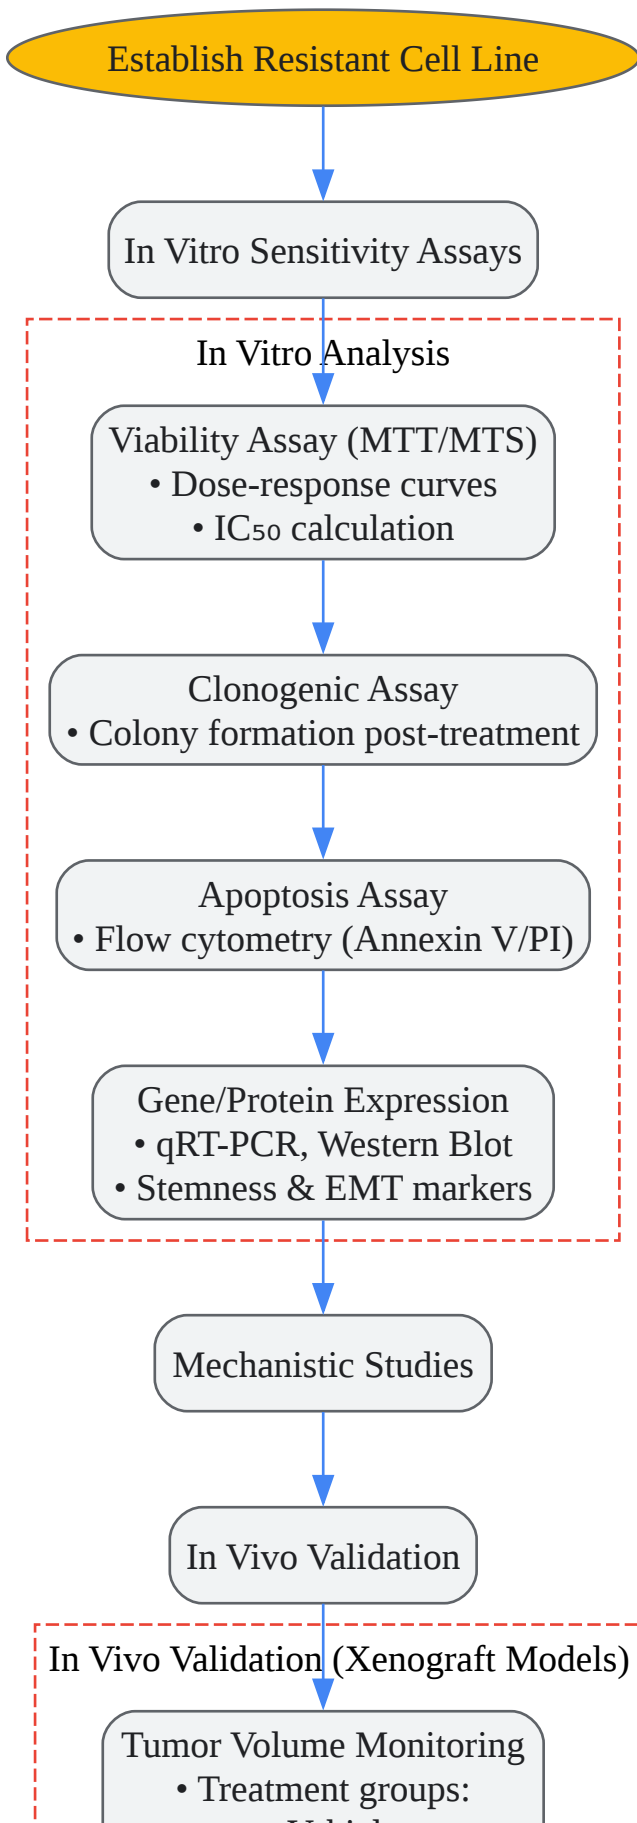 Establish Resistant Cell Line
In Vitro Sensitivity Assays
In Vitro Analysis
Viability Assay (MTT/MTS)
• Dose-response curves
• IC₅₀ calculation
Clonogenic Assay
• Colony formation post-treatment
Apoptosis Assay
• Flow cytometry (Annexin V/PI)
Gene/Protein Expression
• qRT-PCR, Western Blot
• Stemness & EMT markers
Mechanistic Studies
In Vivo Validation
In Vivo Validation (Xenograft Models)
Tumor Volume Monitoring
• Treatment groups: